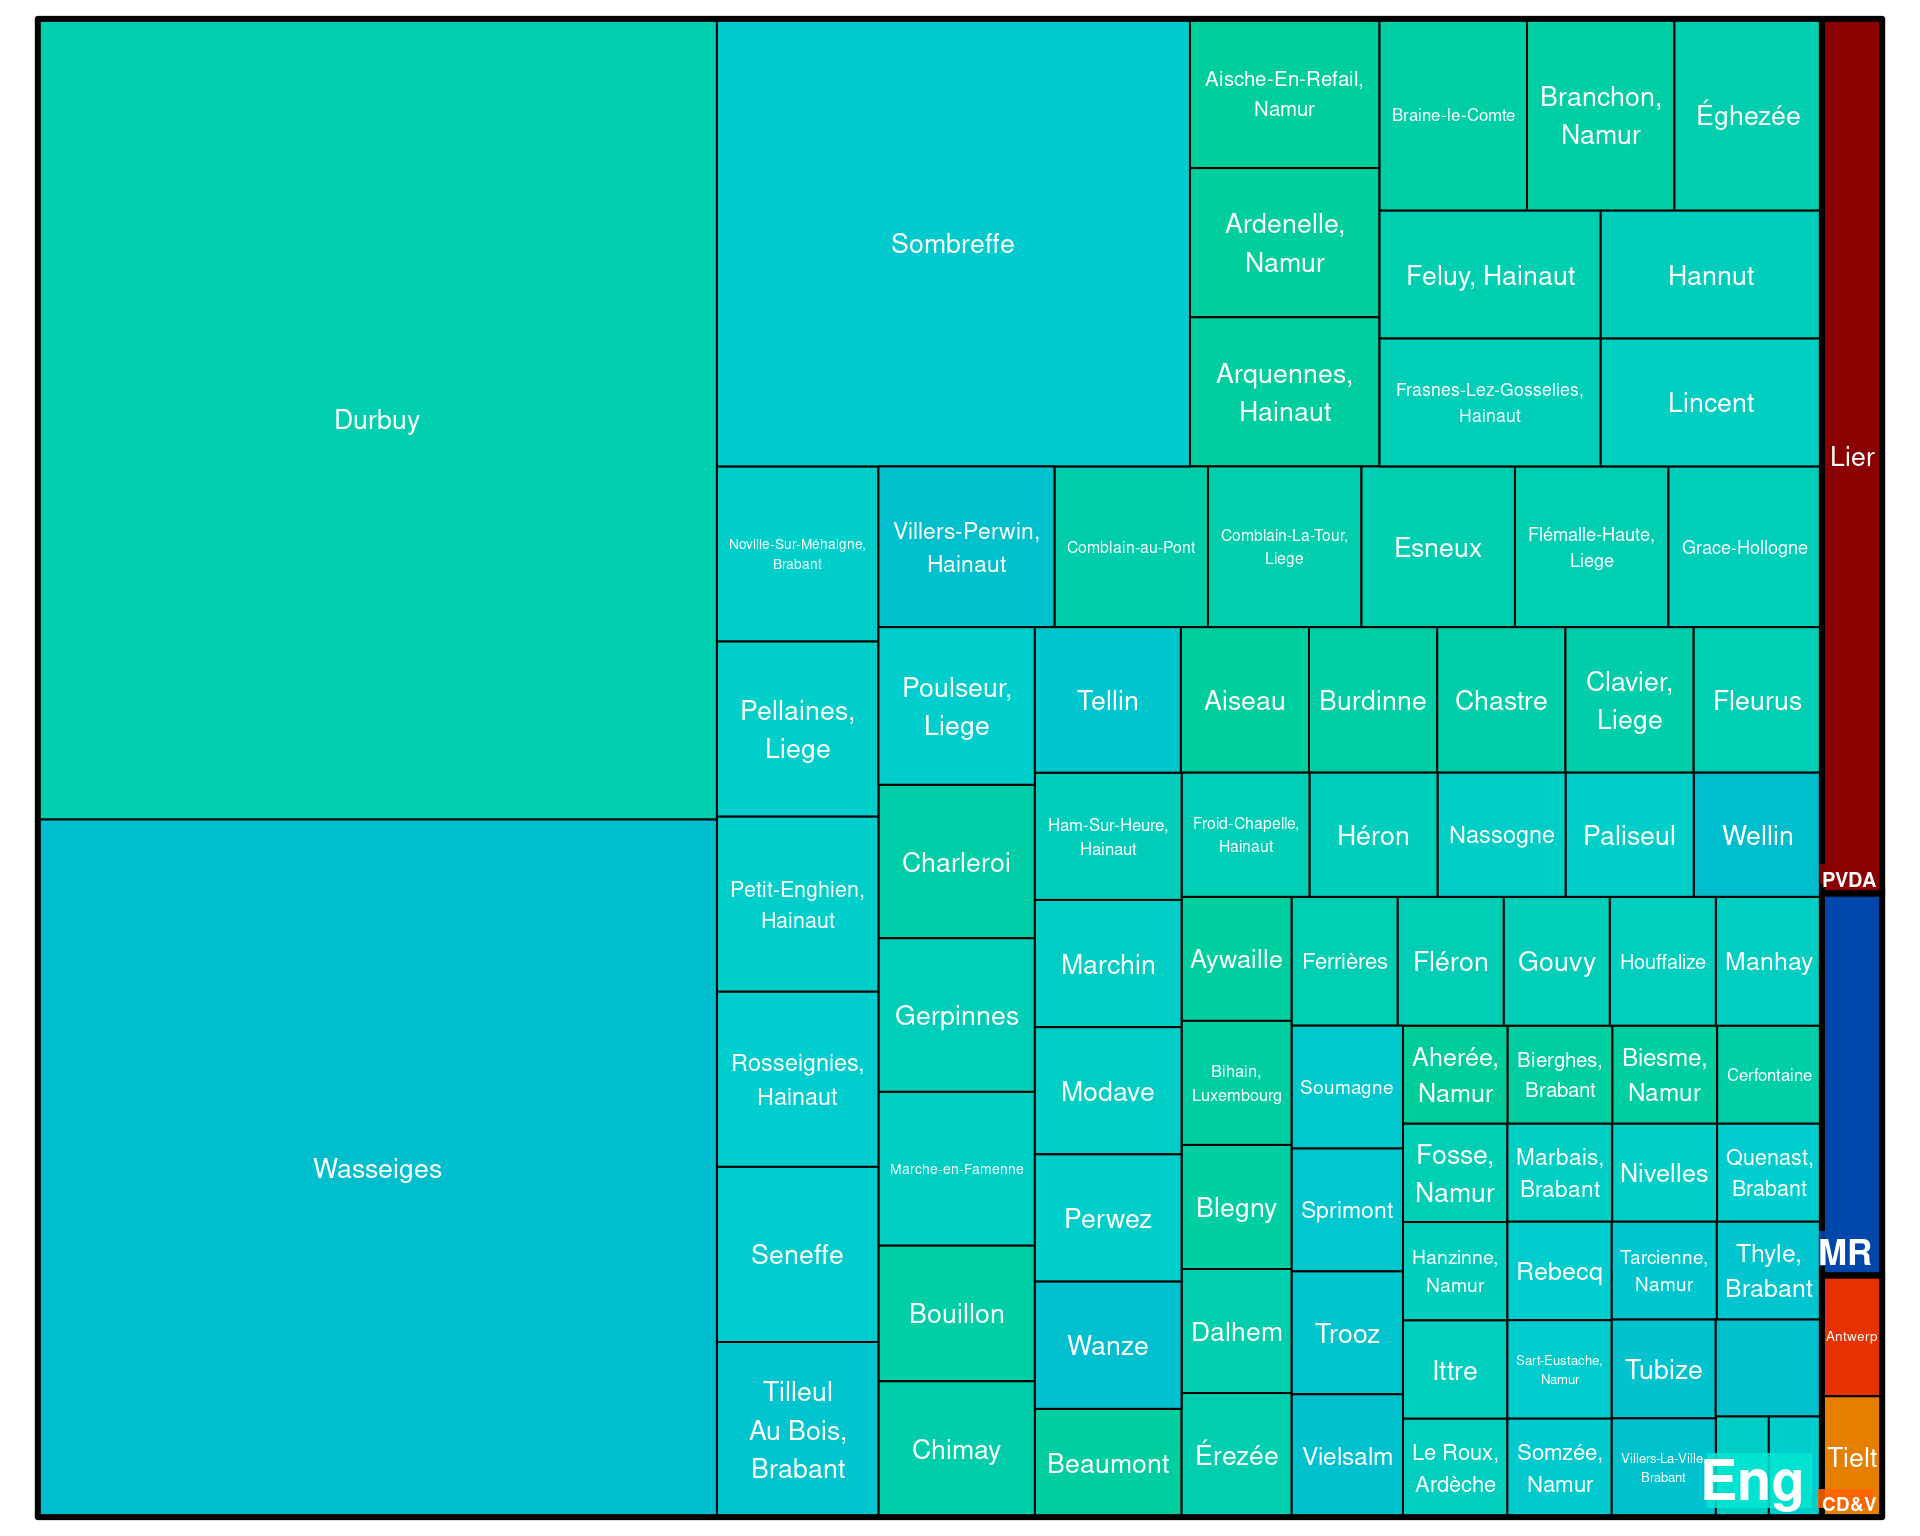 Durbuy
Wasseiges
Sombreffe
Aische-En-Refail,
Namur
Ardenelle,
Namur
Arquennes,
Hainaut
Braine-le-Comte
Branchon,
Namur
Éghezée
Feluy, Hainaut
Hannut
Frasnes-Lez-Gosselies,
Hainaut
Lincent
Noville-Sur-Méhaigne,
Brabant
Villers-Perwin,
Hainaut
Comblain-au-Pont
Comblain-La-Tour,
Liege
Esneux
Flémalle-Haute,
Liege
Grace-Hollogne
Pellaines,
Liege
Poulseur,
Liege
Tellin
Aiseau
Burdinne
Chastre
Clavier,
Liege
Fleurus
Petit-Enghien,
Hainaut
Charleroi
Ham-Sur-Heure,
Hainaut
Froid-Chapelle,
Hainaut
Héron
Nassogne
Paliseul
Wellin
Rosseignies,
Hainaut
Gerpinnes
Marchin
Aywaille
Ferrières
Fléron
Gouvy
Houffalize
Manhay
Modave
Bihain,
Luxembourg
Soumagne
Aherée,
Namur
Bierghes,
Brabant
Biesme,
Namur
Cerfontaine
Seneffe
Marche-en-Famenne
Perwez
Blegny
Sprimont
Fosse,
Namur
Marbais,
Brabant
Nivelles
Quenast,
Brabant
Bouillon
Wanze
Dalhem
Trooz
Hanzinne,
Namur
Rebecq
Tarcienne,
Namur
Thyle,
Brabant
Ittre
Sart-Eustache,
Namur
Tubize
Tilleul
Au Bois,
Brabant
Chimay
Beaumont
Érezée
Vielsalm
Le Roux,
Ardèche
Somzée,
Namur
Villers-La-Ville,
Brabant
Eng
Lier
PVDA
MR
Antwerp
Tielt
CD&V